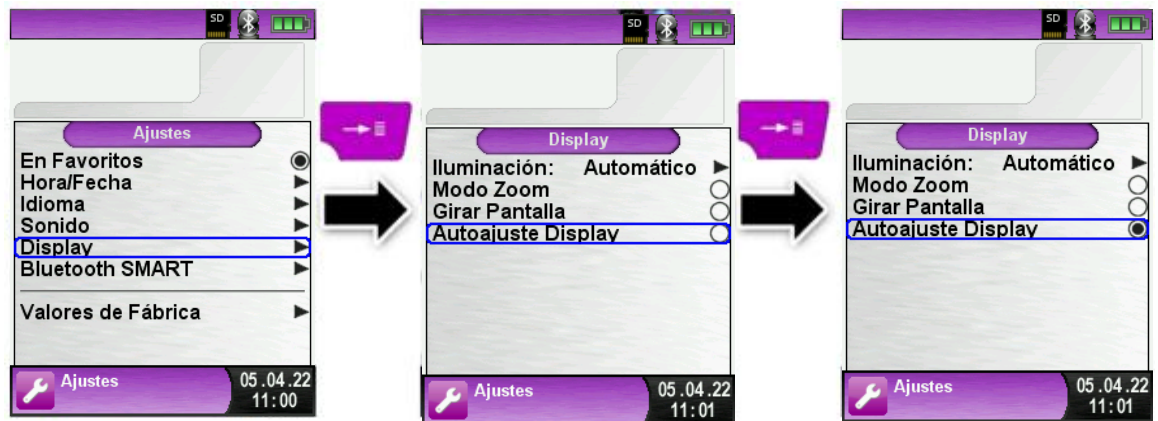 SD
Ajustes
En Favoritos
Hora/Fecha
Idioma
Sonido
Display
Bluetooth SMART
Valores de Fábrica
Ajustes
05.04.22
11:00
SD
Display
Iluminación: Automático
Modo Zoom
Girar Pantalla
Autoajuste Display
Ajustes
05.04.22
11:01
SD
Display
Iluminación: Automático
Modo Zoom
Girar Pantalla
Autoajuste Display
Ajustes
05.04.22
11:01